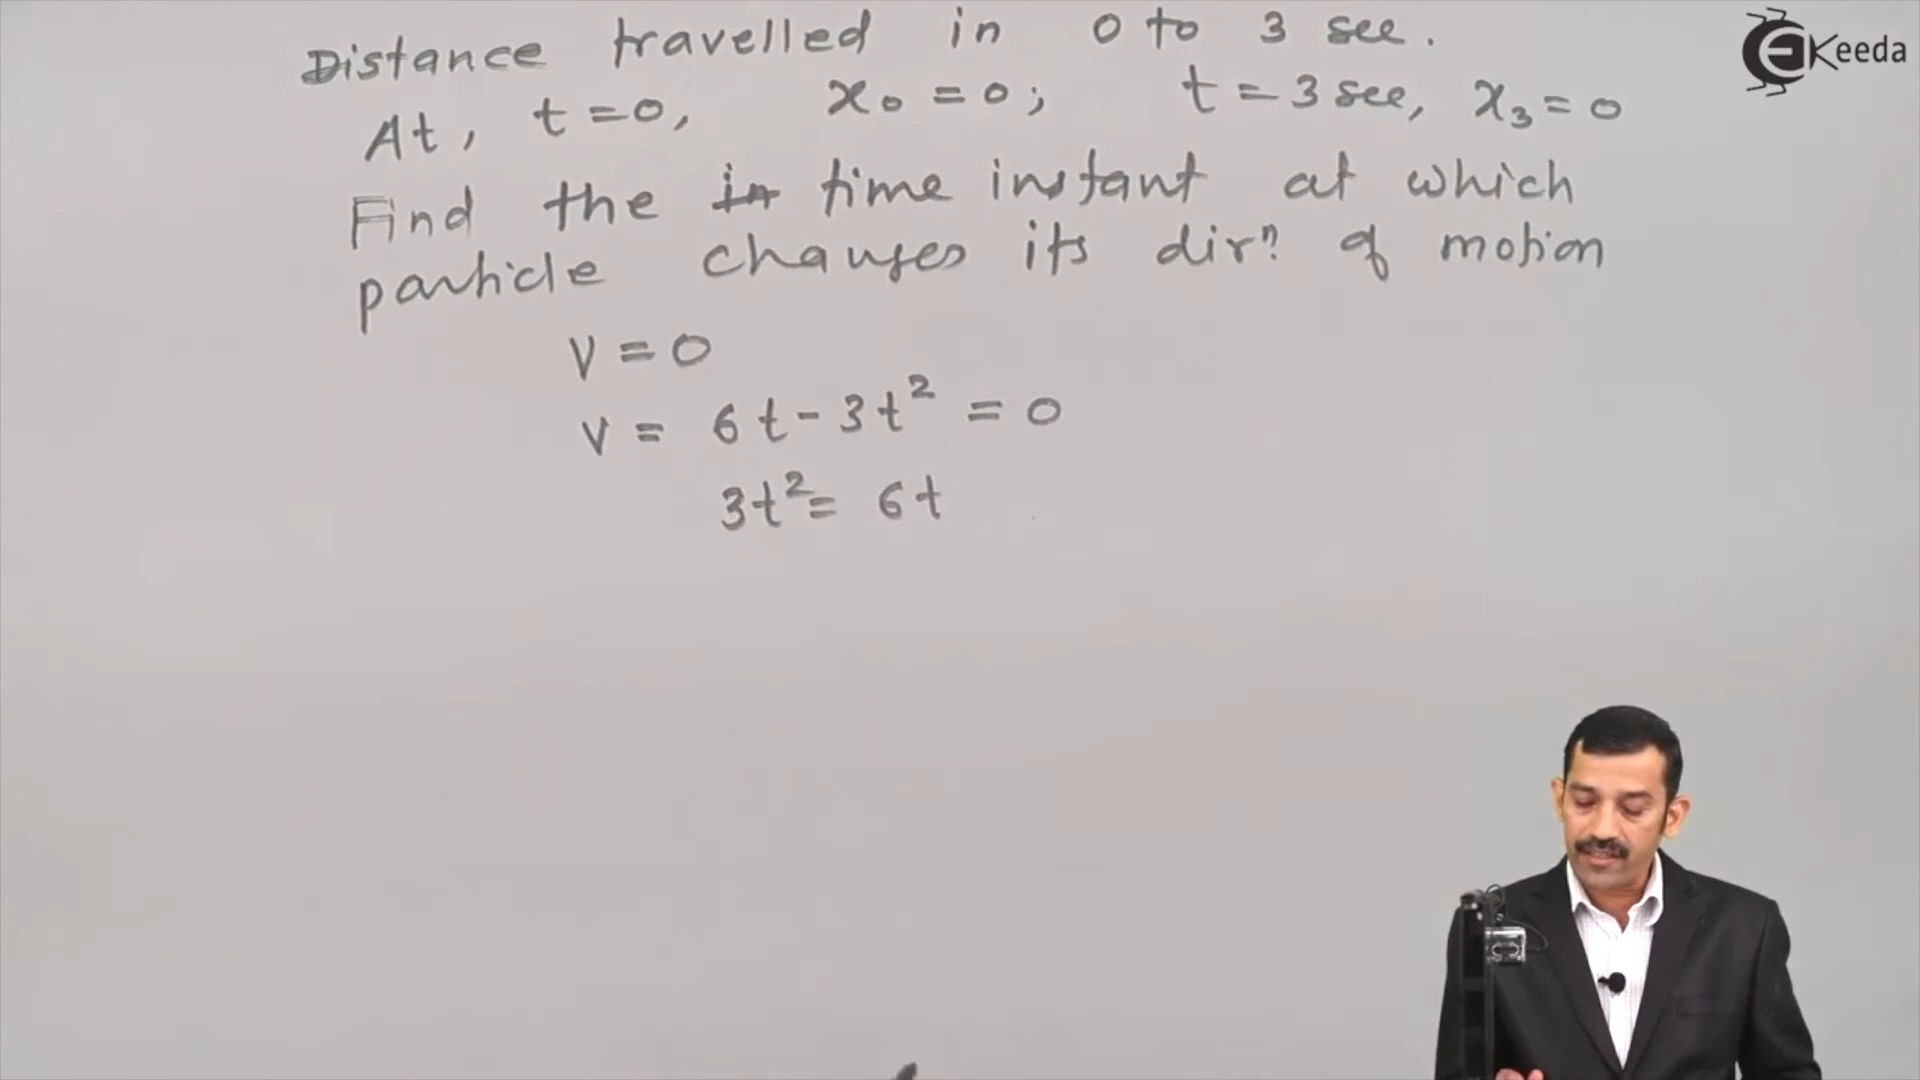 Distance travelled in 0 to 3 sec.
At, t=0, x₀ = 0; t = 3 sec, x₃ = 0
Find the in time instant at which
particle changes its dirⁿ. of motion
V = 0
V = 6t - 3t² = 0
3t² = 6t
EKeeda